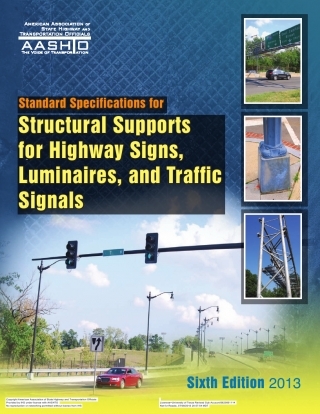 AMERICAN ASSOCIATION OF
STATE HIGHWAY AND
TRANSPORTATION OFFICIALS
AASHTO
THE VOICE OF TRANSPORTATION
Standard Specifications for
Structural Supports
for Highway Signs,
Luminaires, and Traffic
Signals
Sixth Edition 2013